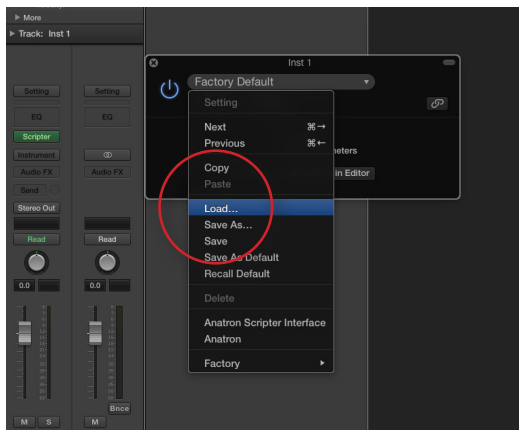 ▶ More
▶ Track: Inst 1
Setting
Setting
EQ
EQ
Scripter
Instrument
Audio FX
Audio FX
Send
Stereo Out
Read
Read
0.0
0.0
Bnce
M S
M
Inst 1
Factory Default
Setting
Next ⌘→
Previous ⌘←
Copy
Paste
Load...
Save As...
Save
Save As Default
Recall Default
Delete
Anatron Scripter Interface
Anatron
Factory ▶
in Editor